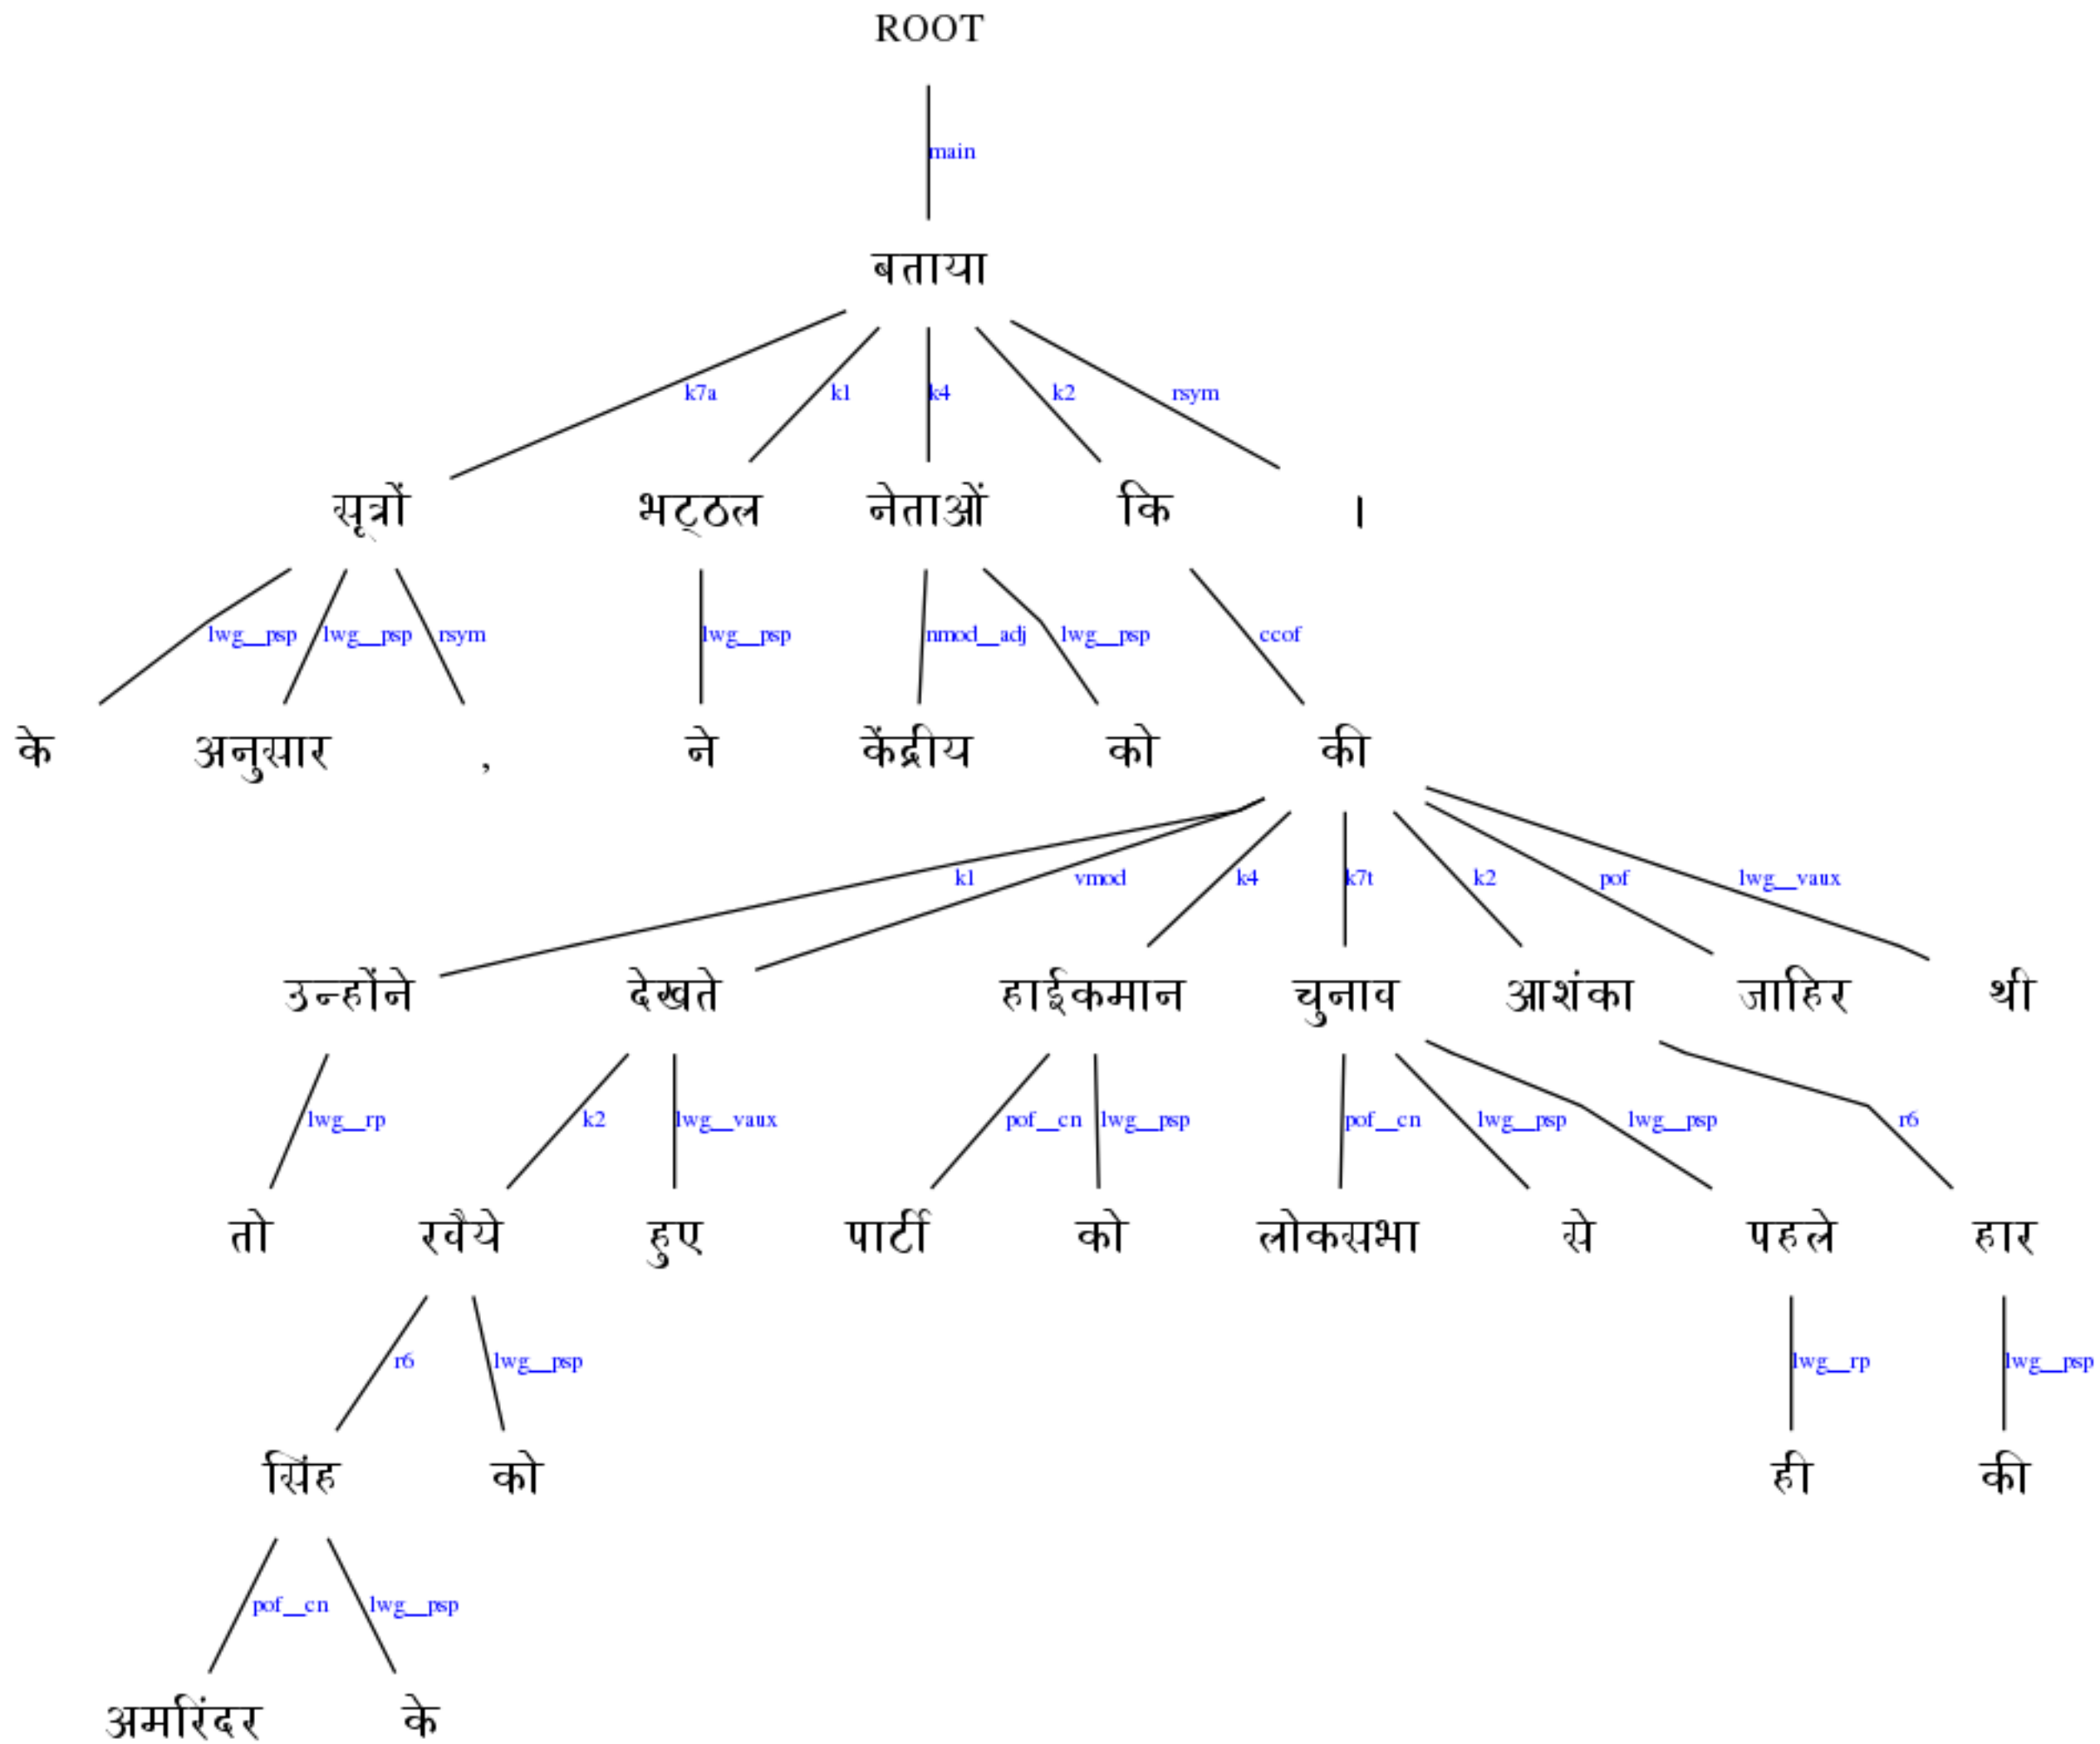 ROOT
main
बताया
k7a k1 k4 k2 rsym
सूत्रों भट्ठल नेताओं कि ।
lwg__psp lwg__psp rsym lwg__psp nmod__adj lwg__psp ccof
के अनुसार , ने केंद्रीय को की
k1 vmod k4 k7t k2 pof lwg__vaux
उन्होंने देखते हाईकमान चुनाव आशंका जाहिर थी
lwg__rp k2 lwg__vaux pof__cn lwg__psp pof__cn lwg__psp lwg__psp r6
तो रवैये हुए पार्टी को लोकसभा से पहले हार
r6 lwg__psp lwg__rp lwg__psp
सिंह को ही की
pof__cn lwg__psp
अमरिंदर के